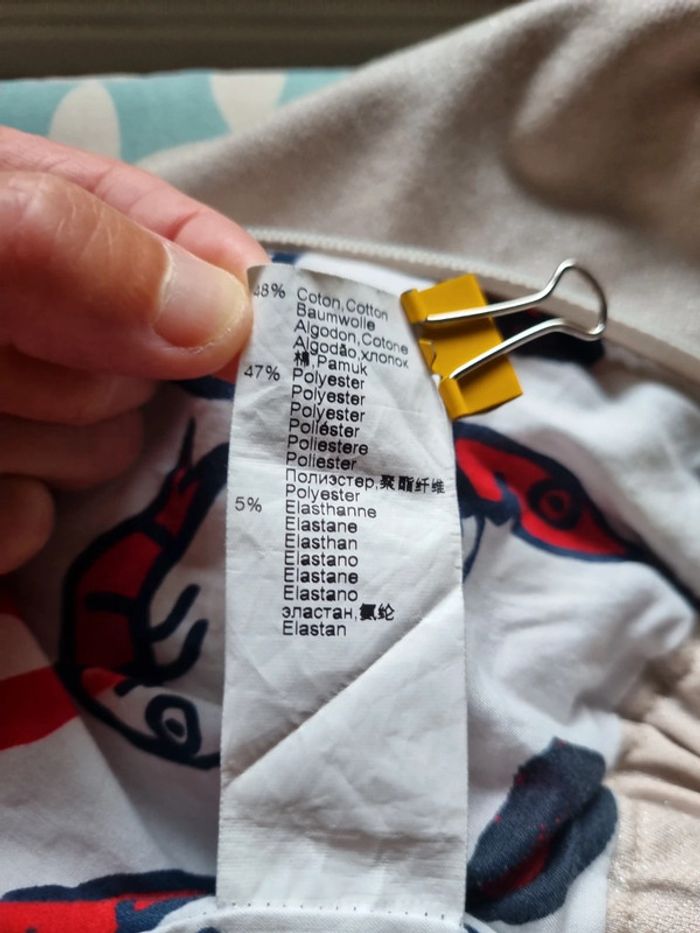 48% Coton,Cotton
Baumwolle
Algodon,Cotone
Algodão,хлопок
棉,Pamuk
47% Polyester
Polyester
Polyester
Poliéster
Poliestere
Poliester
Полиэстер,聚酯纤维
Polyester
5% Elasthanne
Elastane
Elasthan
Elastano
Elastane
Elastano
эластан,氨纶
Elastan